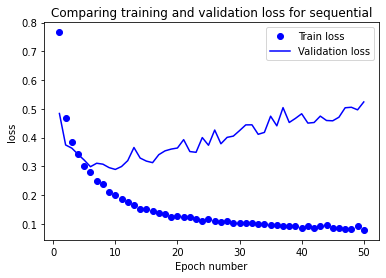 Comparing training and validation loss for sequential
Train loss
Validation loss
loss
0.8
0.7
0.6
0.5
0.4
0.3
0.2
0.1
0 10 20 30 40 50
Epoch number